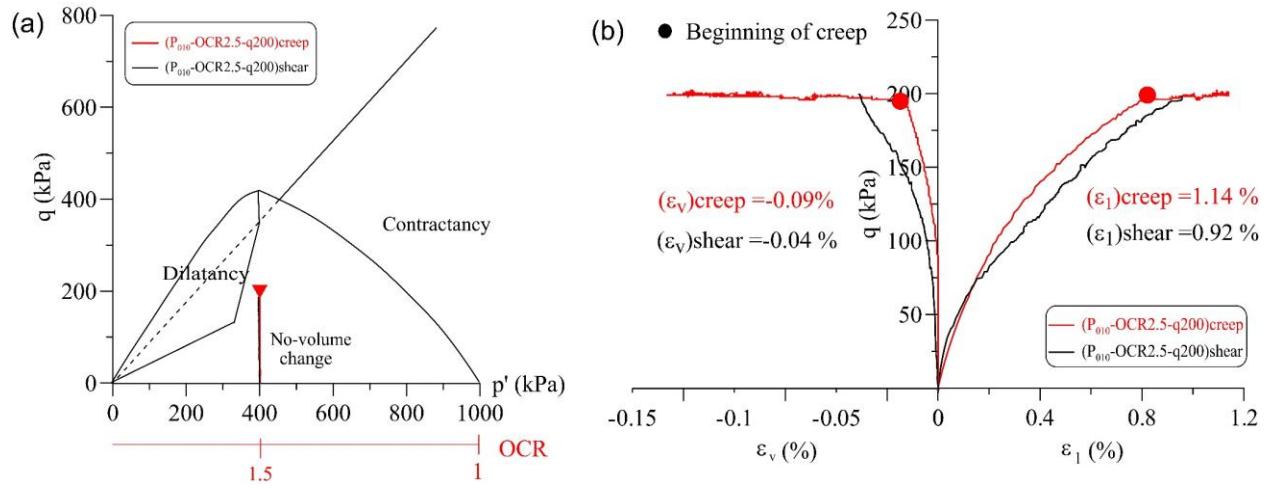 (a)
800
600
400
200
0
q (kPa)
(P010-OCR2.5-q200)creep
(P010-OCR2.5-q200)shear
Contractancy
Dilatancy
No-volume
change
0 200 400 600 800 1000
p' (kPa)
OCR
1.5 1
(b)
Beginning of creep
250
200
150
100
50
q (kPa)
(εv)creep =-0.09%
(εv)shear =-0.04 %
(ε1)creep =1.14 %
(ε1)shear =0.92 %
(P010-OCR2.5-q200)creep
(P010-OCR2.5-q200)shear
-0.15 -0.1 -0.05 0 0.4 0.8 1.2
εv (%) ε1 (%)